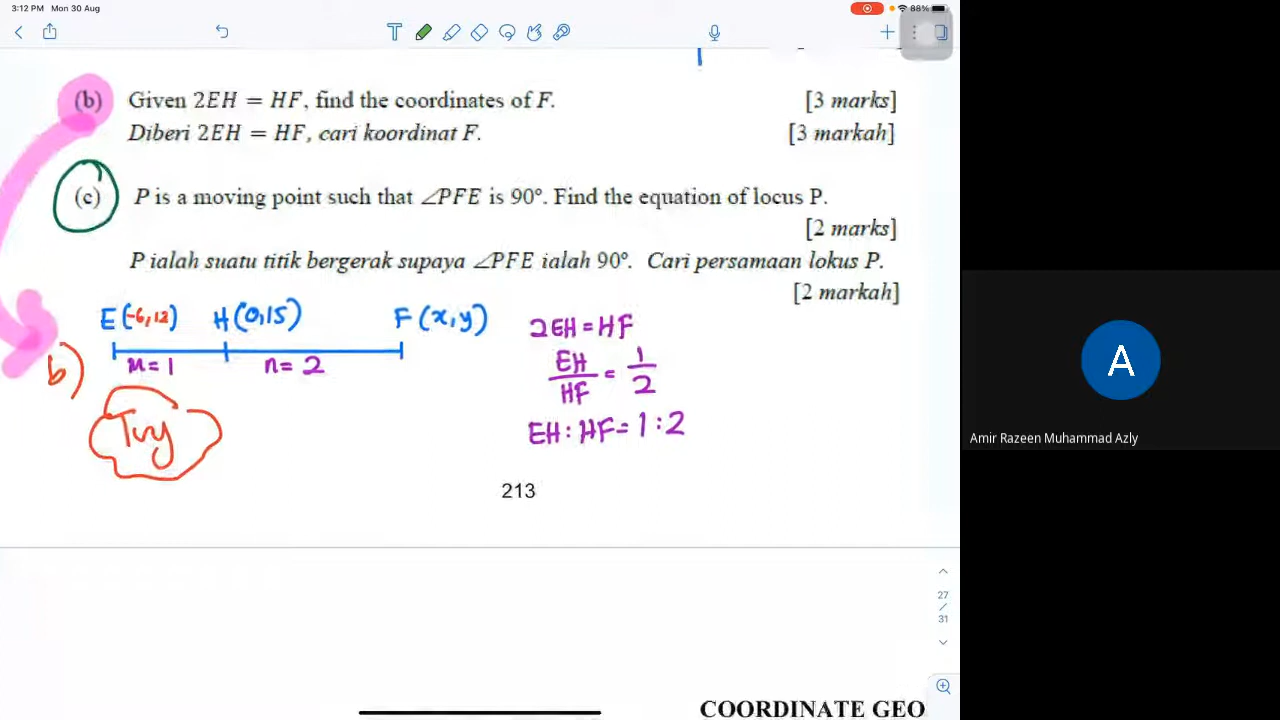 3:12 PM Mon 30 Aug
88%
T
(b) Given 2EH = HF, find the coordinates of F. [3 marks]
Diberi 2EH = HF, cari koordinat F. [3 markah]
(c) P is a moving point such that ∠PFE is 90°. Find the equation of locus P.
[2 marks]
P ialah suatu titik bergerak supaya ∠PFE ialah 90°. Cari persamaan lokus P.
[2 markah]
E(-6,12) H(0,15) F(x,y)
m=1 n=2
b)
Try
2EH=HF
EH/HF = 1/2
EH:HF=1:2
213
27
/
31
COORDINATE GEO
A
Amir Razeen Muhammad Azly